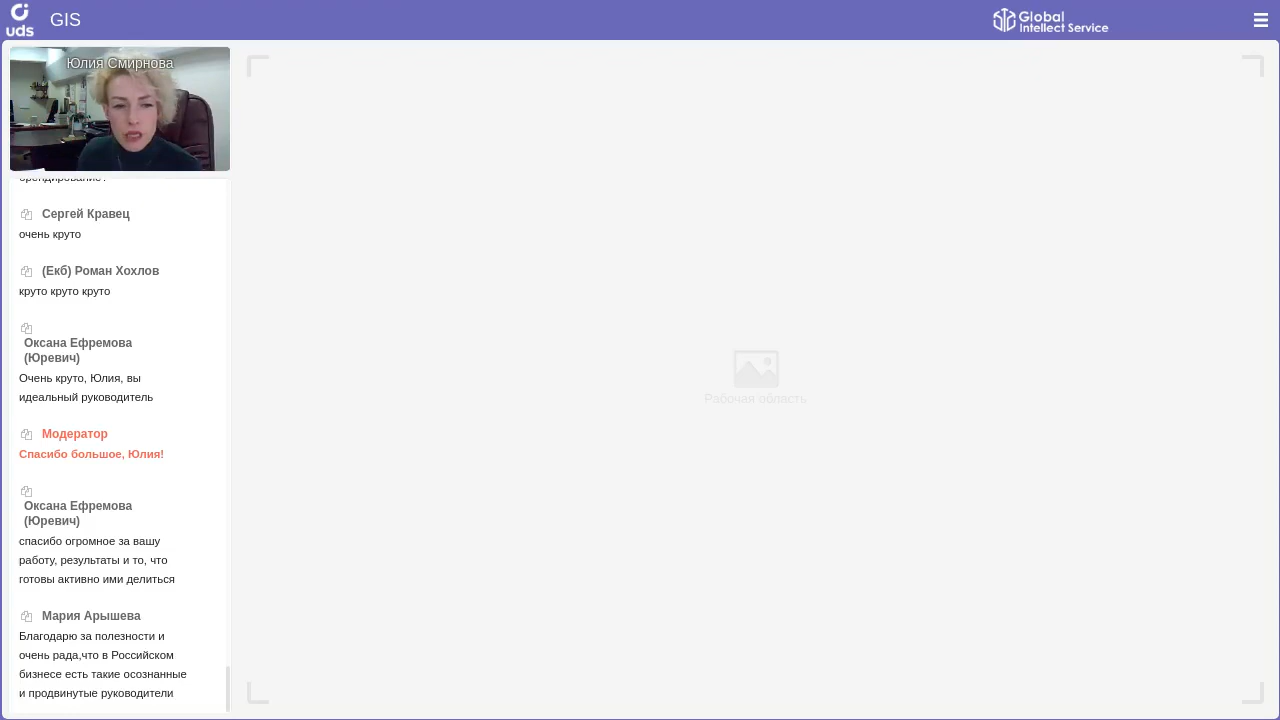 uds
GIS
Global
Intellect Service
Юлия Смирнова
брендирование?
Сергей Кравец
очень круто
(Екб) Роман Хохлов
круто круто круто
Оксана Ефремова
(Юревич)
Очень круто, Юлия, вы
идеальный руководитель
Модератор
Спасибо большое, Юлия!
Оксана Ефремова
(Юревич)
спасибо огромное за вашу
работу, результаты и то, что
готовы активно ими делиться
Мария Арышева
Благодарю за полезности и
очень рада,что в Российском
бизнесе есть такие осознанные
и продвинутые руководители
Рабочая область